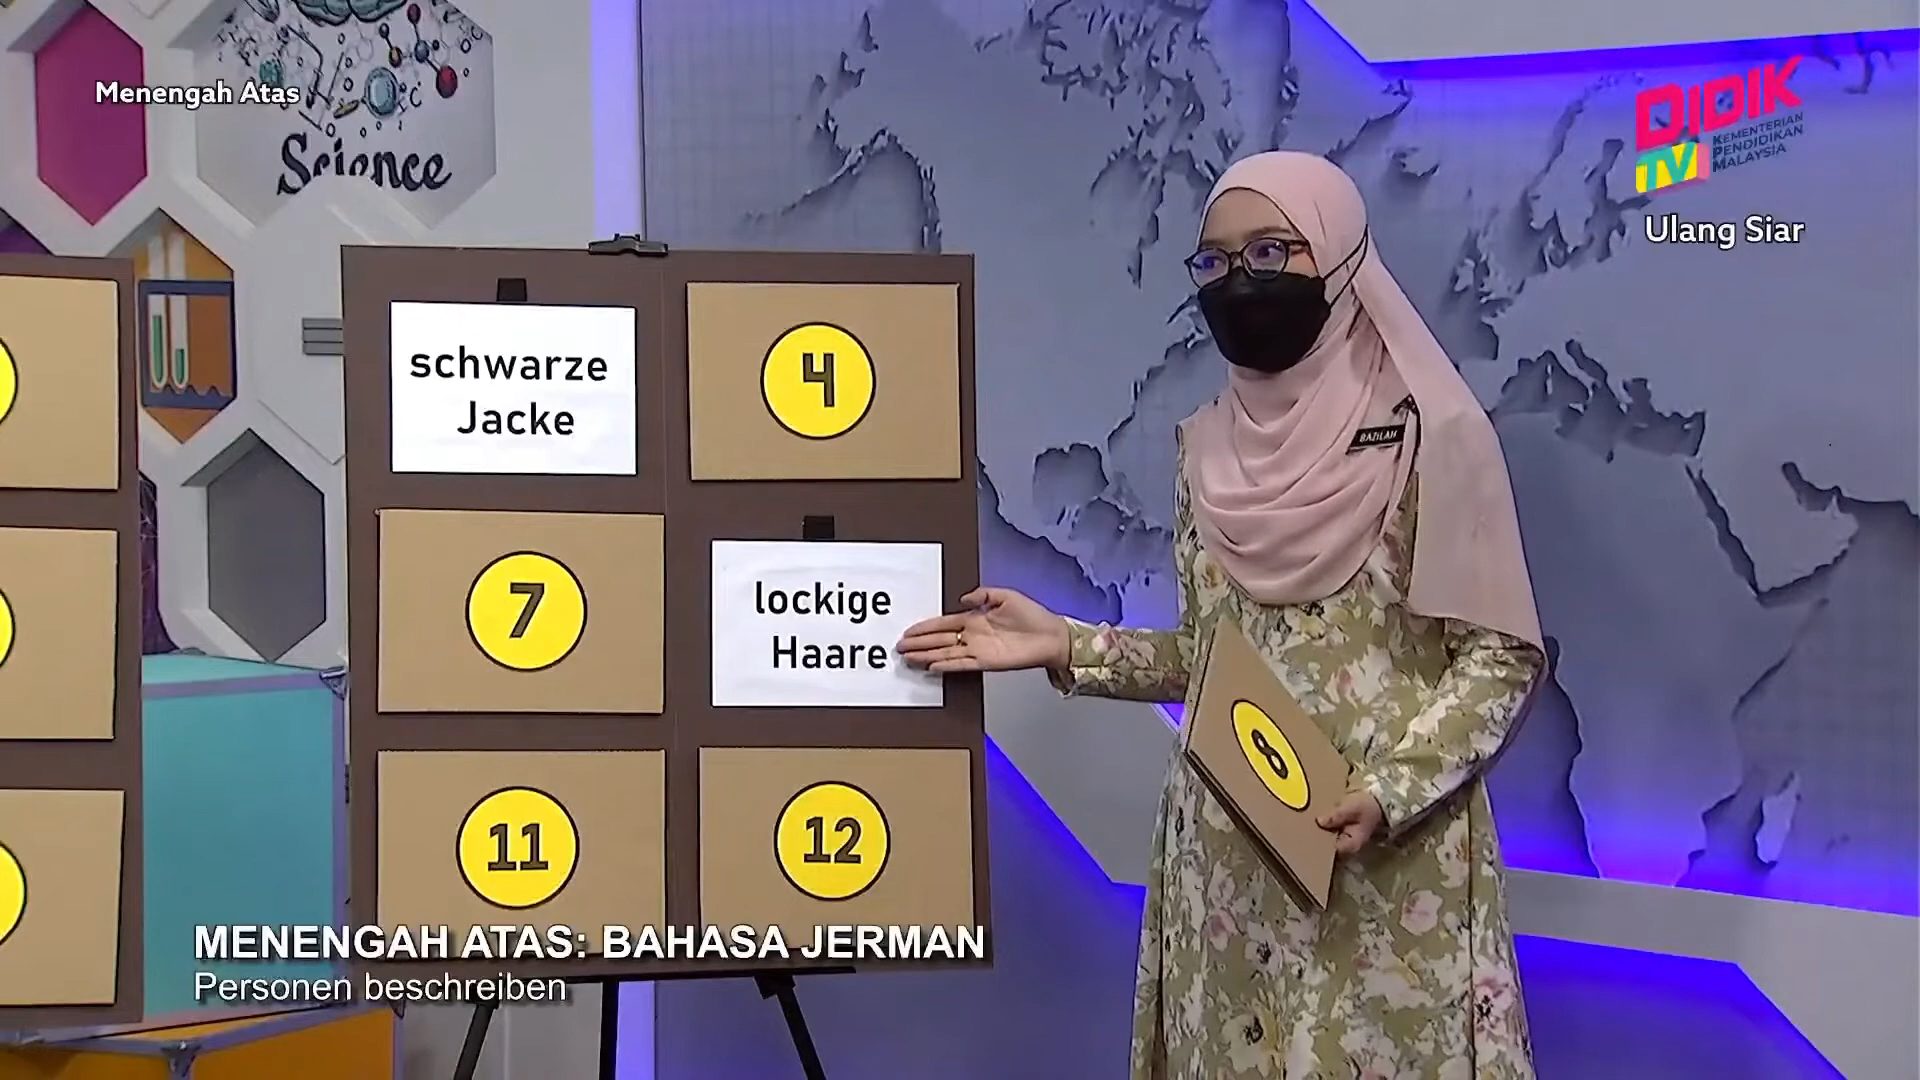 Menengah Atas
Science
DIDIK
TV
KEMENTERIAN
PENDIDIKAN
MALAYSIA
Ulang Siar
schwarze
Jacke
4
7
lockige
Haare
BAZILAH
8
11
12
MENENGAH ATAS: BAHASA JERMAN
Personen beschreiben